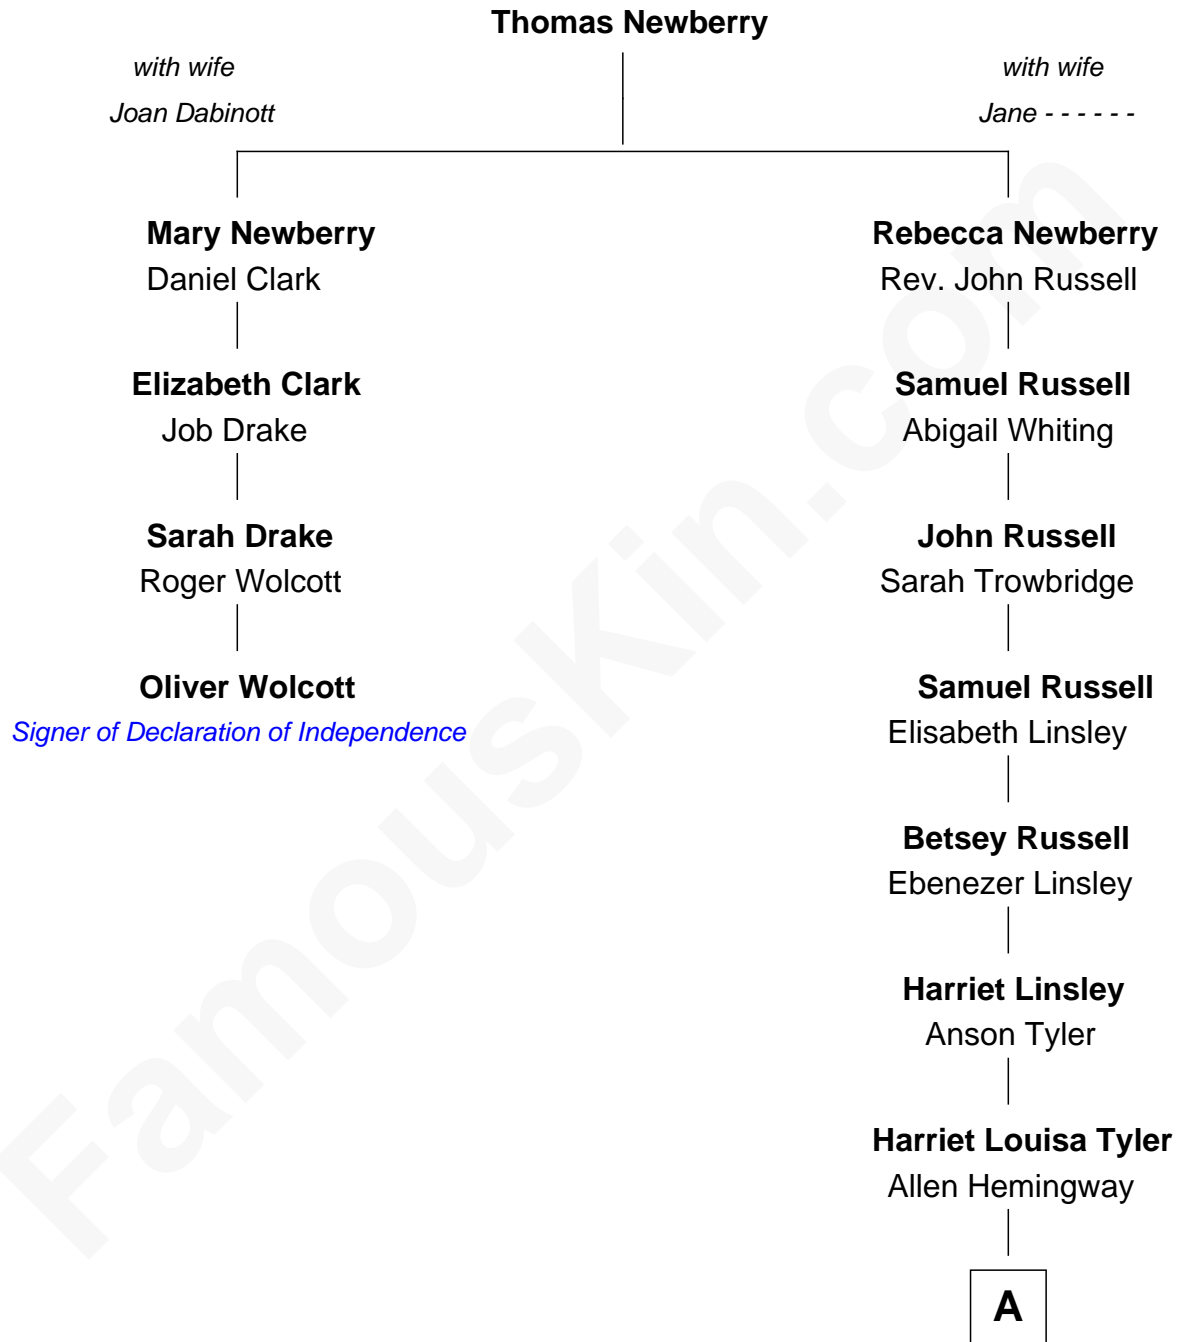 Thomas Newberry
with wife
Joan Dabinott
with wife
Jane - - - - - -
Mary Newberry
Daniel Clark
Elizabeth Clark
Job Drake
Sarah Drake
Roger Wolcott
Oliver Wolcott
Signer of Declaration of Independence
Rebecca Newberry
Rev. John Russell
Samuel Russell
Abigail Whiting
John Russell
Sarah Trowbridge
Samuel Russell
Elisabeth Linsley
Betsey Russell
Ebenezer Linsley
Harriet Linsley
Anson Tyler
Harriet Louisa Tyler
Allen Hemingway
A
FamousKin.com